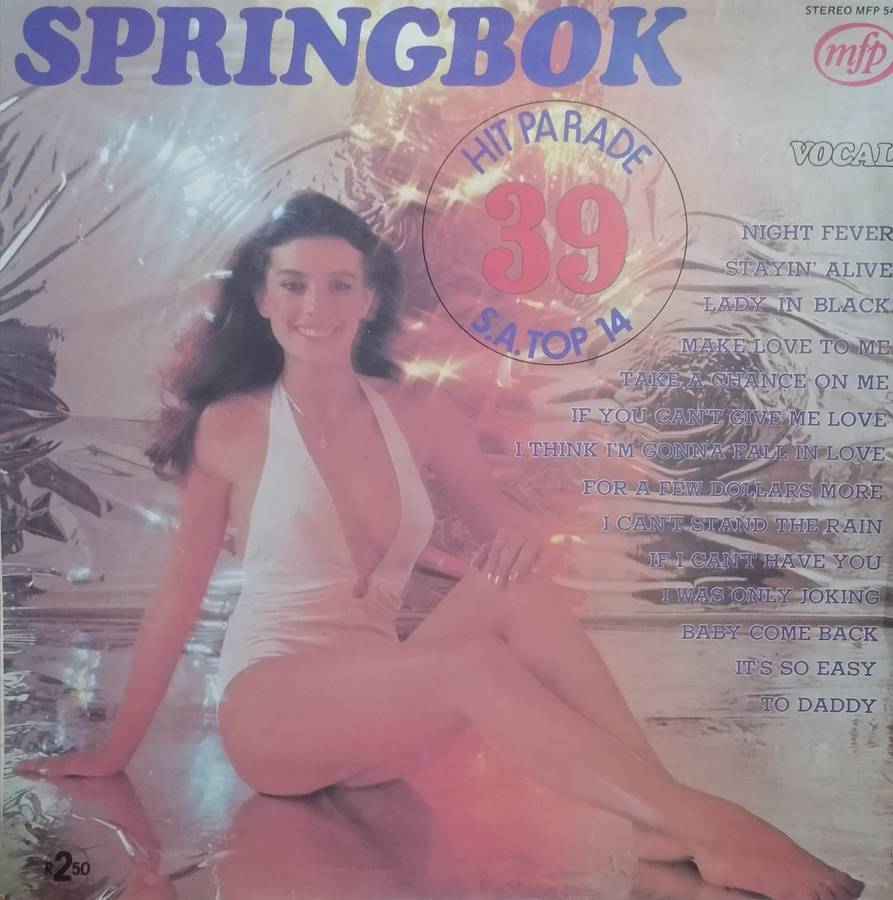 SPRINGBOK
STEREO MFP 54
mfp
HIT PARADE
39
S.A. TOP 14
VOCAL
NIGHT FEVER
STAYIN' ALIVE
LADY IN BLACK
MAKE LOVE TO ME
TAKE A CHANCE ON ME
IF YOU CAN'T GIVE ME LOVE
I THINK I'M GONNA FALL IN LOVE
FOR A FEW DOLLARS MORE
I CAN'T STAND THE RAIN
IF I CAN'T HAVE YOU
I WAS ONLY JOKING
BABY COME BACK
IT'S SO EASY
TO DADDY
R2.50